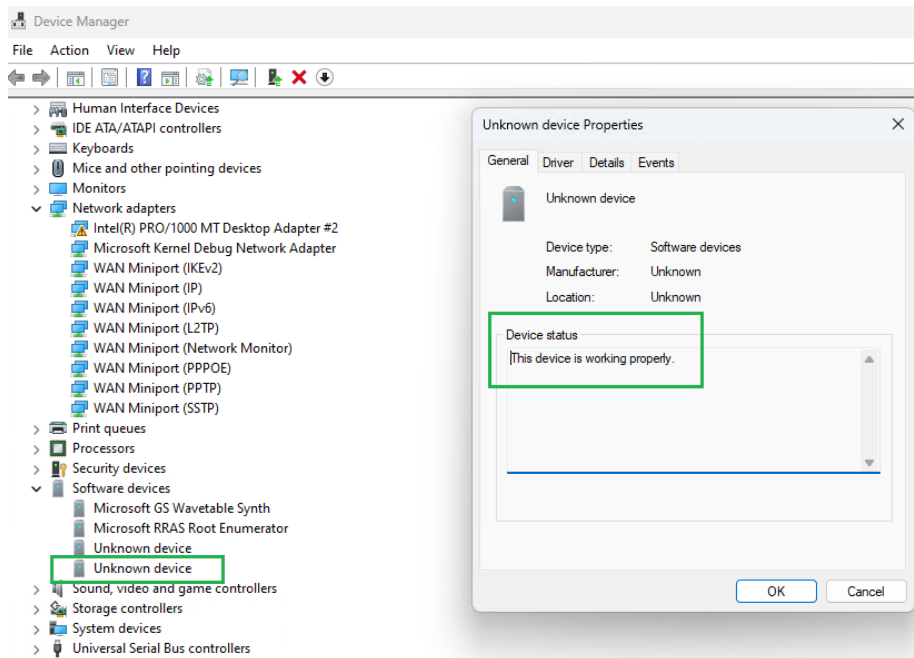 Device Manager
File Action View Help
Human Interface Devices
IDE ATA/ATAPI controllers
Keyboards
Mice and other pointing devices
Monitors
Network adapters
Intel(R) PRO/1000 MT Desktop Adapter #2
Microsoft Kernel Debug Network Adapter
WAN Miniport (IKEv2)
WAN Miniport (IP)
WAN Miniport (IPv6)
WAN Miniport (L2TP)
WAN Miniport (Network Monitor)
WAN Miniport (PPPOE)
WAN Miniport (PPTP)
WAN Miniport (SSTP)
Print queues
Processors
Security devices
Software devices
Microsoft GS Wavetable Synth
Microsoft RRAS Root Enumerator
Unknown device
Unknown device
Sound, video and game controllers
Storage controllers
System devices
Universal Serial Bus controllers
Unknown device Properties
General Driver Details Events
Unknown device
Device type: Software devices
Manufacturer: Unknown
Location: Unknown
Device status
This device is working properly.
OK Cancel